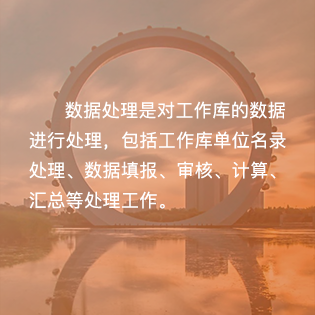 数据处理是对工作库的数据
进行处理，包括工作库单位名录
处理、数据填报、审核、计算、
汇总等处理工作。